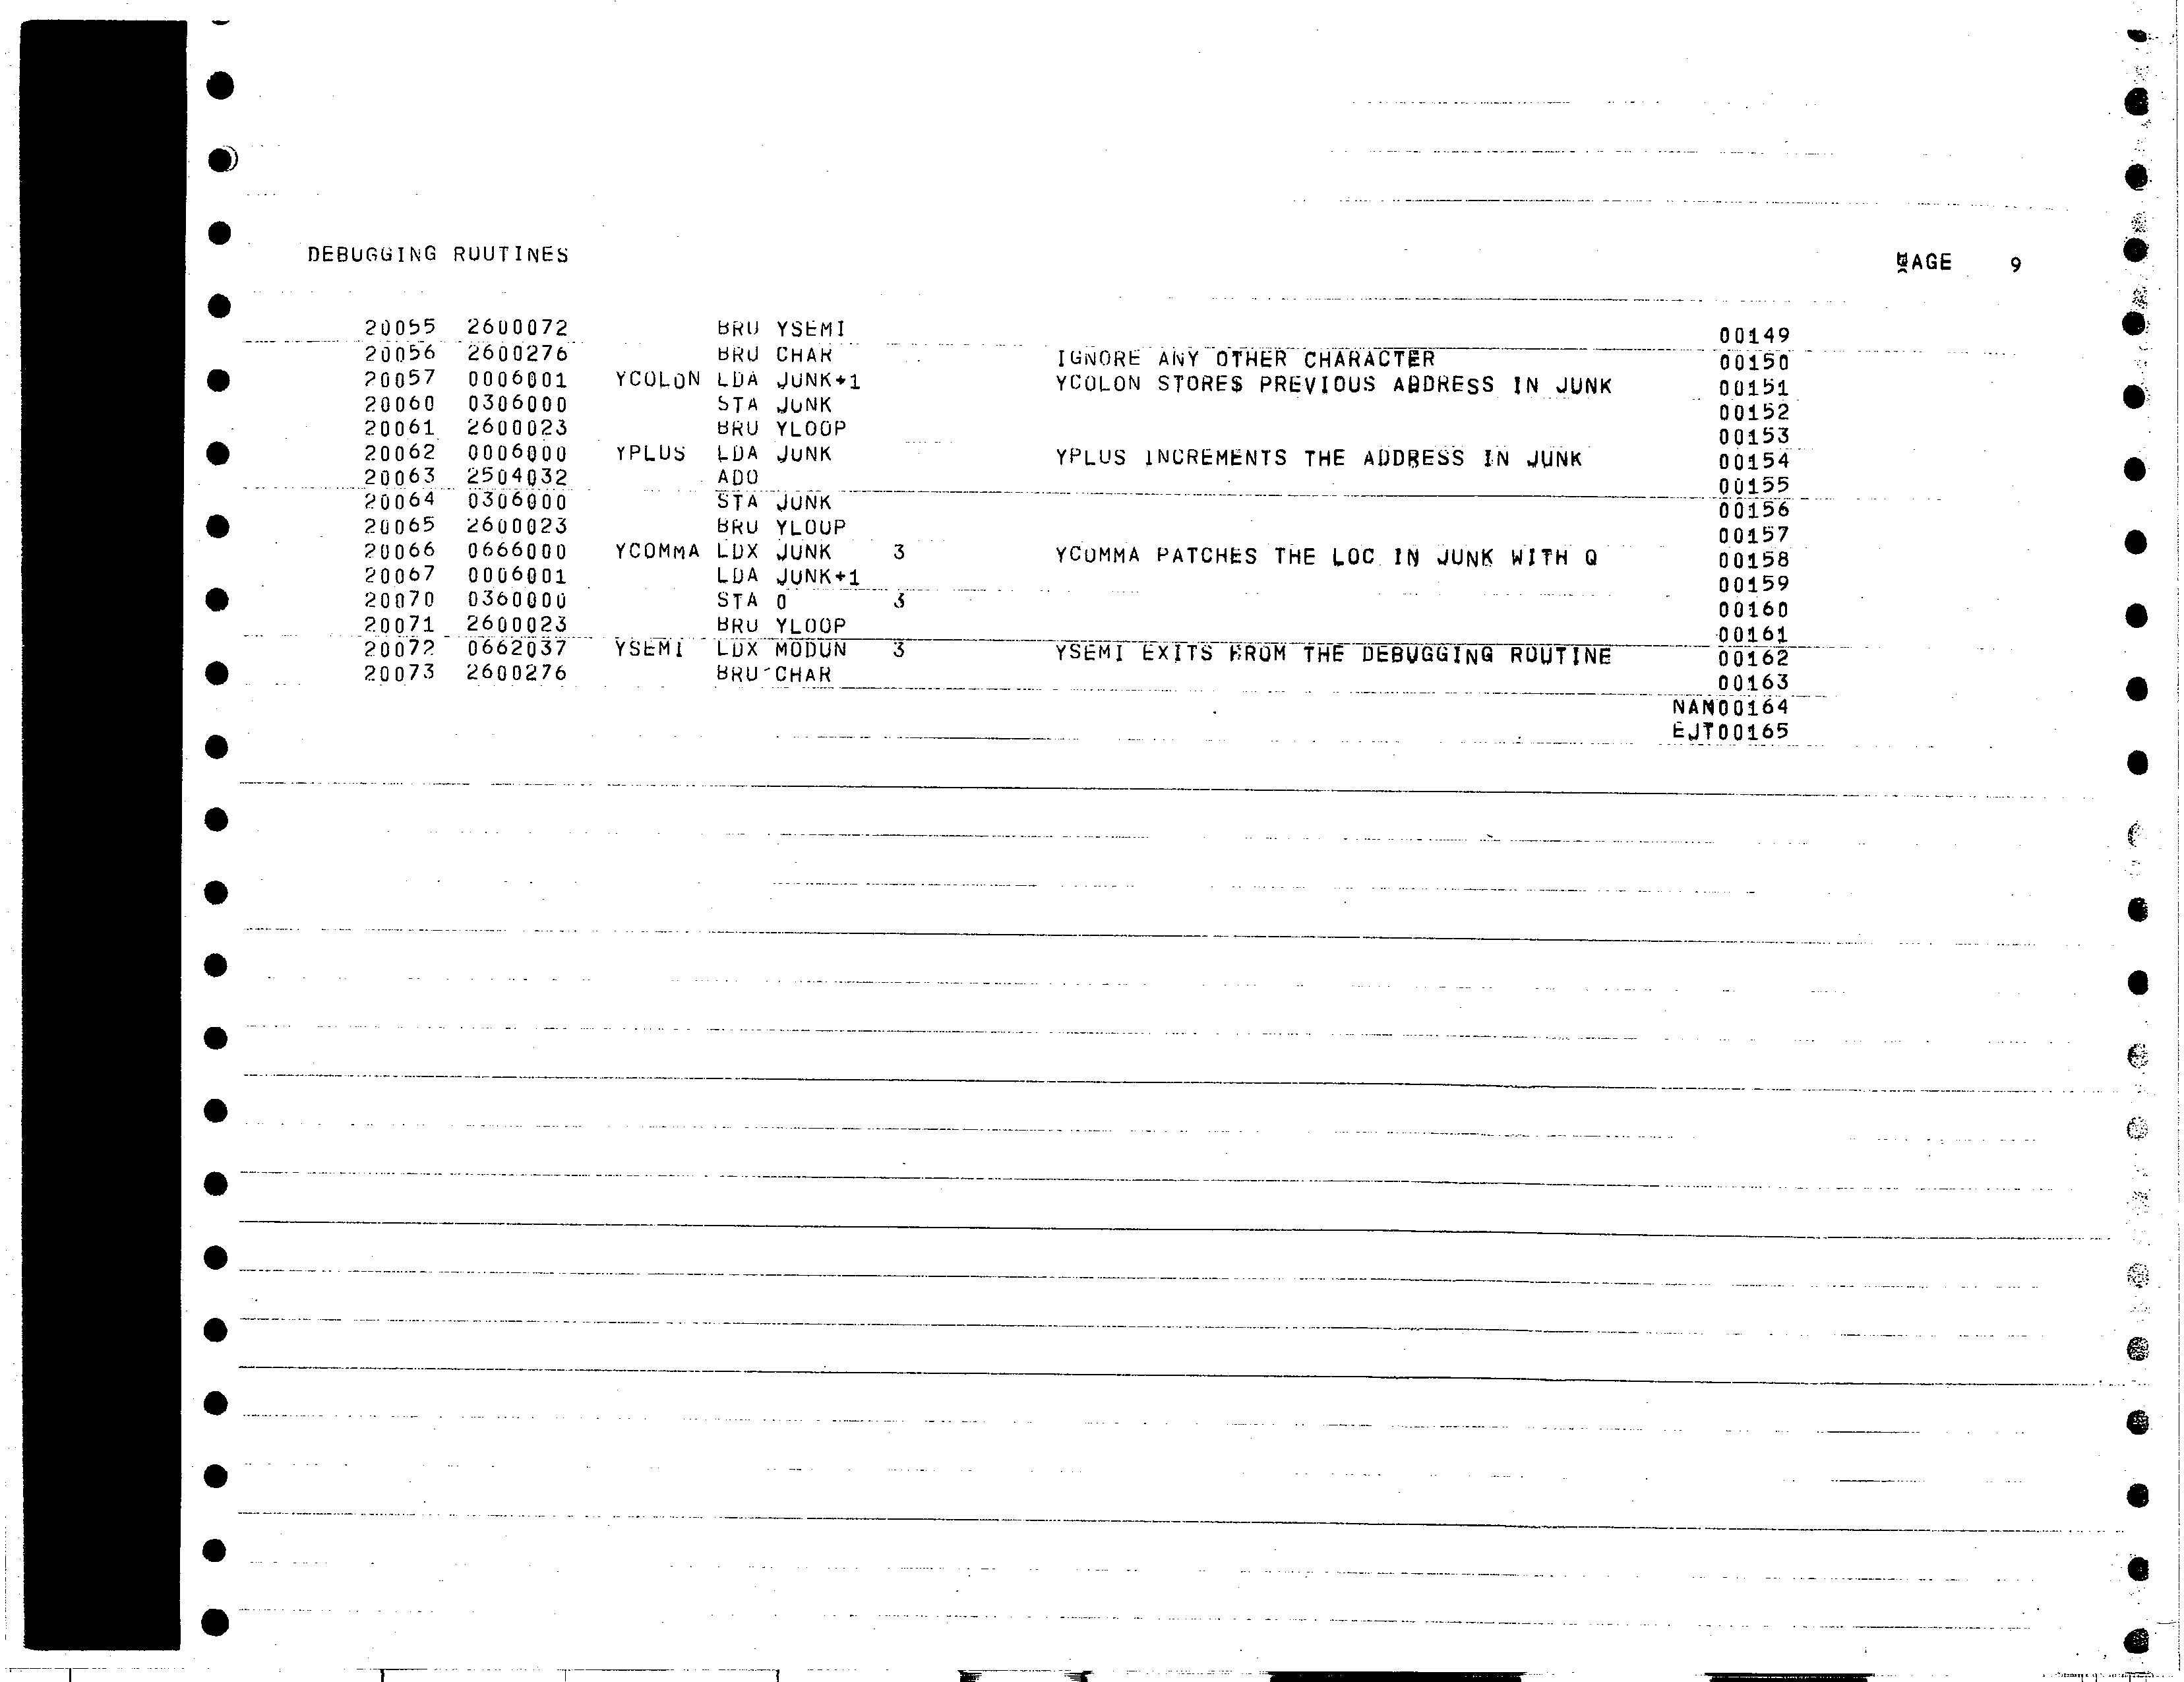 DEBUGGING ROUTINES PAGE 9
20055 2600072 BRU YSEMI 00149
20056 2600276 BRU CHAR IGNORE ANY OTHER CHARACTER 00150
20057 0006001 YCOLON LDA JUNK+1 YCOLON STORES PREVIOUS ADDRESS IN JUNK 00151
20060 0306000 STA JUNK 00152
20061 2600023 BRU YLOOP 00153
20062 0006000 YPLUS LDA JUNK YPLUS INCREMENTS THE ADDRESS IN JUNK 00154
20063 2504032 ADO 00155
20064 0306000 STA JUNK 00156
20065 2600023 BRU YLOOP 00157
20066 0666000 YCOMMA LDX JUNK 3 YCOMMA PATCHES THE LOC IN JUNK WITH Q 00158
20067 0006001 LDA JUNK+1 00159
20070 0360000 STA 0 3 00160
20071 2600023 BRU YLOOP 00161
20072 0662037 YSEMI LDX MODUN 3 YSEMI EXITS FROM THE DEBUGGING ROUTINE 00162
20073 2600276 BRU CHAR 00163
NAM00164
EJT00165